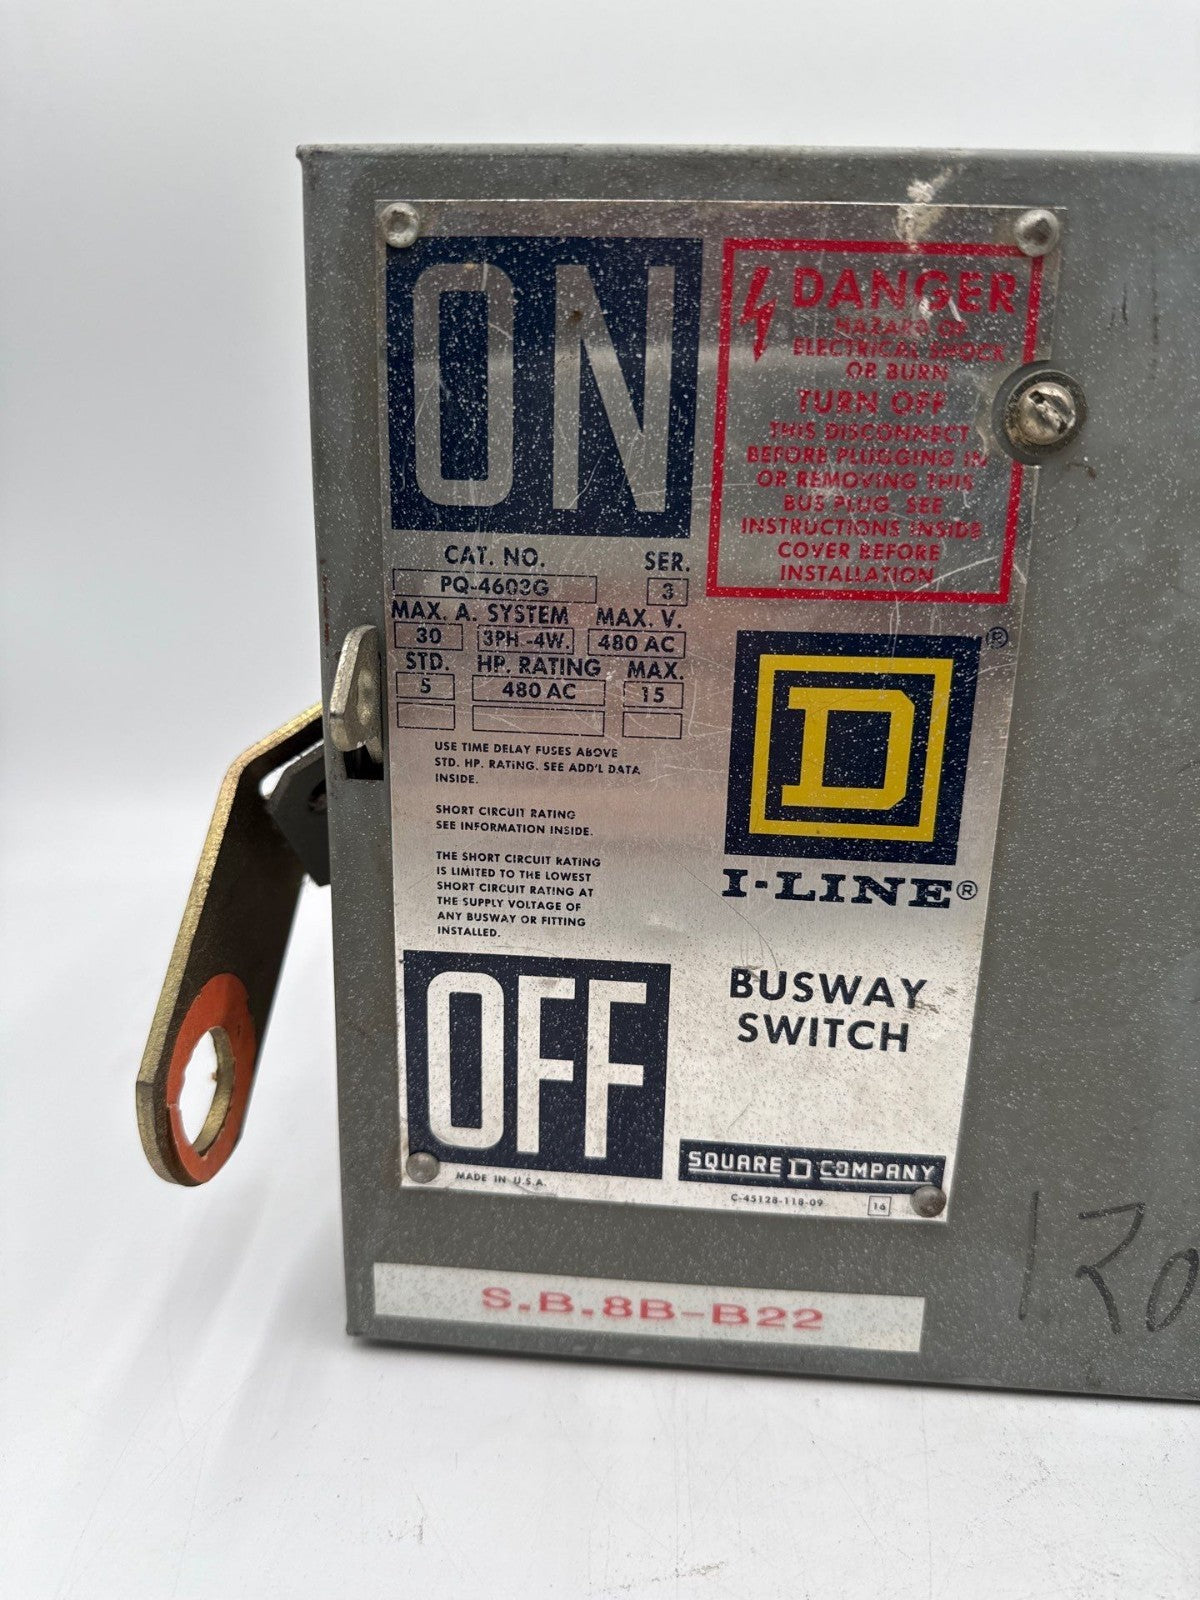 ON
DANGER
HAZARD OF
ELECTRICAL SHOCK
OR BURN
TURN OFF
THIS DISCONNECT
BEFORE PLUGGING IN
OR REMOVING THIS
BUS PLUG. SEE
INSTRUCTIONS INSIDE
COVER BEFORE
INSTALLATION
CAT. NO. SER.
PQ-4603G 3
MAX. A. SYSTEM MAX. V.
30 3PH.-4W. 480 AC
STD. HP. RATING MAX.
5 480 AC 15
USE TIME DELAY FUSES ABOVE
STD. HP. RATING. SEE ADD'L DATA
INSIDE.
SHORT CIRCUIT RATING
SEE INFORMATION INSIDE.
THE SHORT CIRCUIT RATING
IS LIMITED TO THE LOWEST
SHORT CIRCUIT RATING AT
THE SUPPLY VOLTAGE OF
ANY BUSWAY OR FITTING
INSTALLED.
D ®
I-LINE®
OFF
BUSWAY
SWITCH
SQUARE D COMPANY
MADE IN U.S.A.
C-45128-118-09 16
S.B.8B-B22